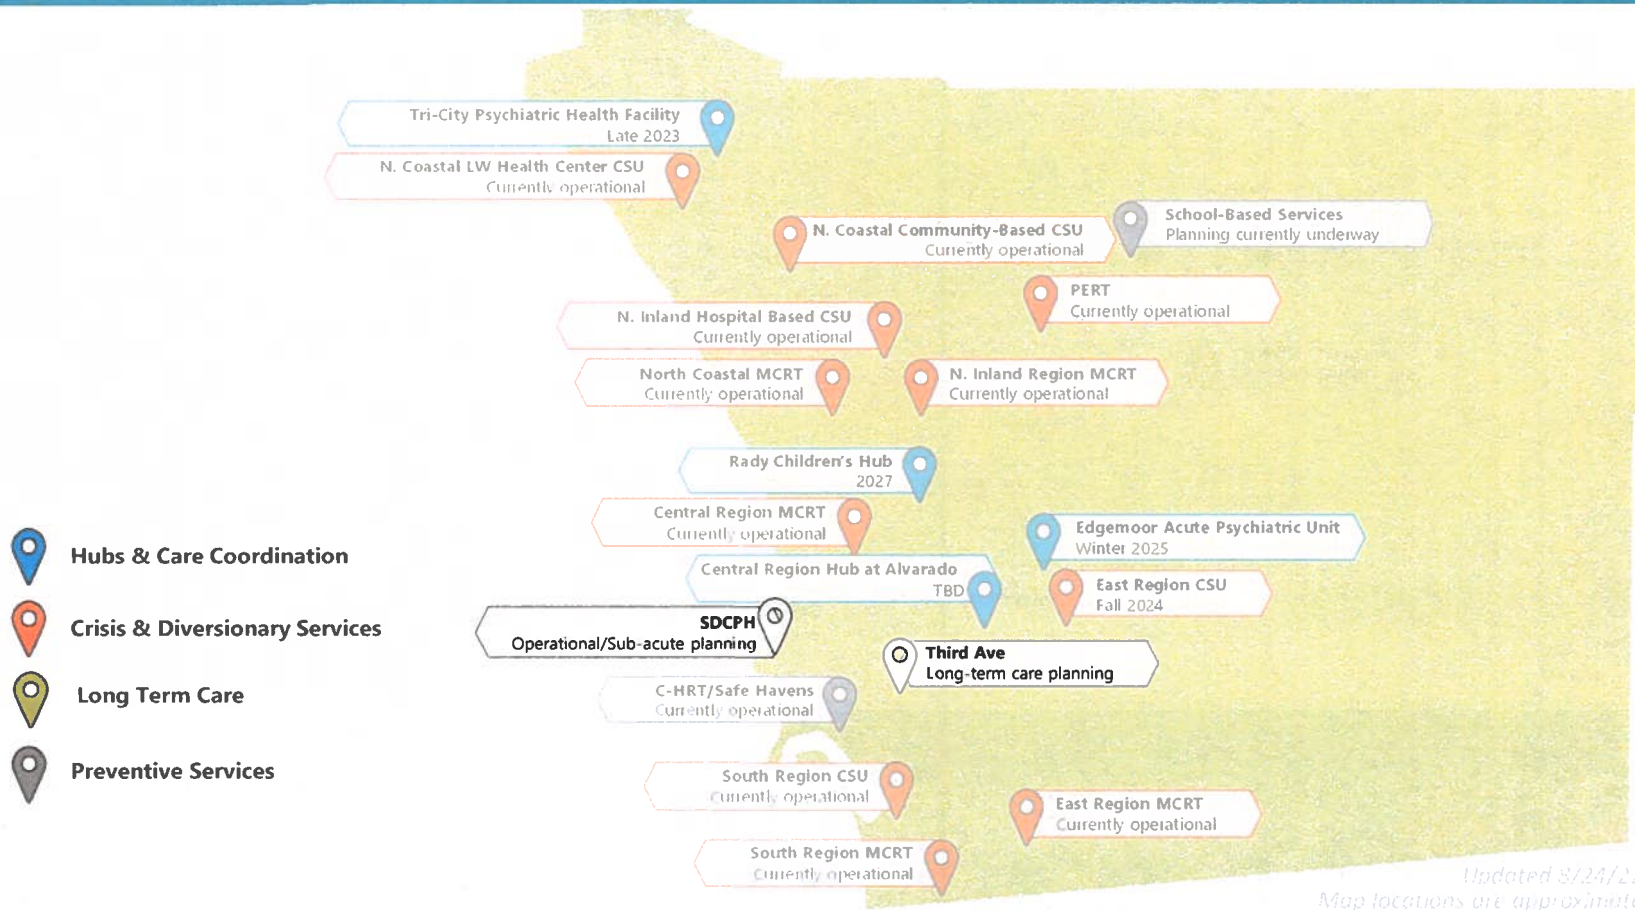 Tri-City Psychiatric Health Facility
Late 2023
N. Coastal LW Health Center CSU
Currently operational
N. Coastal Community-Based CSU
Currently operational
School-Based Services
Planning currently underway
PERT
Currently operational
N. Inland Hospital Based CSU
Currently operational
North Coastal MCRT
Currently operational
N. Inland Region MCRT
Currently operational
Rady Children's Hub
2027
Central Region MCRT
Currently operational
Edgemoor Acute Psychiatric Unit
Winter 2025
Central Region Hub at Alvarado
TBD
East Region CSU
Fall 2024
SDCPH
Operational/Sub-acute planning
Third Ave
Long-term care planning
C-HRT/Safe Havens
Currently operational
South Region CSU
Currently operational
East Region MCRT
Currently operational
South Region MCRT
Currently operational
Hubs & Care Coordination
Crisis & Diversionary Services
Long Term Care
Preventive Services
Updated
Map locations are